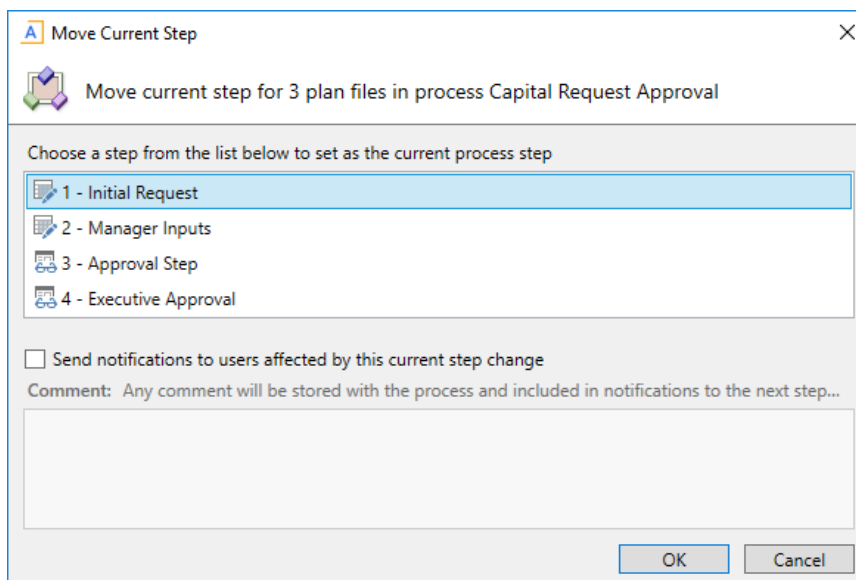 A Move Current Step
Move current step for 3 plan files in process Capital Request Approval
Choose a step from the list below to set as the current process step
1 - Initial Request
2 - Manager Inputs
3 - Approval Step
4 - Executive Approval
Send notifications to users affected by this current step change
Comment: Any comment will be stored with the process and included in notifications to the next step...
OK Cancel